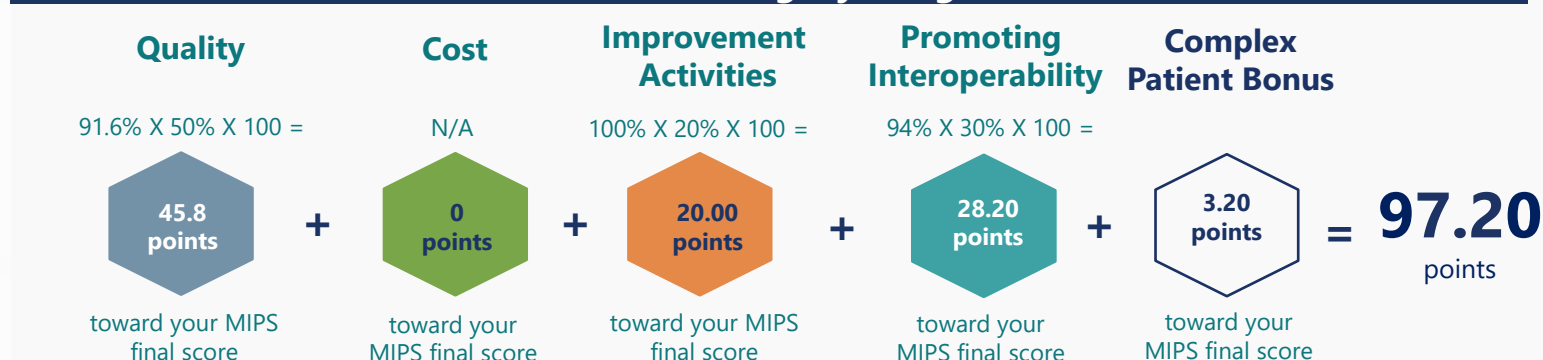 Quality
91.6% X 50% X 100 =
45.8
points
toward your MIPS
final score
+
Cost
N/A
0
points
toward your
MIPS final score
+
Improvement
Activities
100% X 20% X 100 =
20.00
points
toward your MIPS
final score
+
Promoting
Interoperability
94% X 30% X 100 =
28.20
points
toward your
MIPS final score
+
Complex
Patient Bonus
3.20
points
toward your
MIPS final score
=
97.20
points